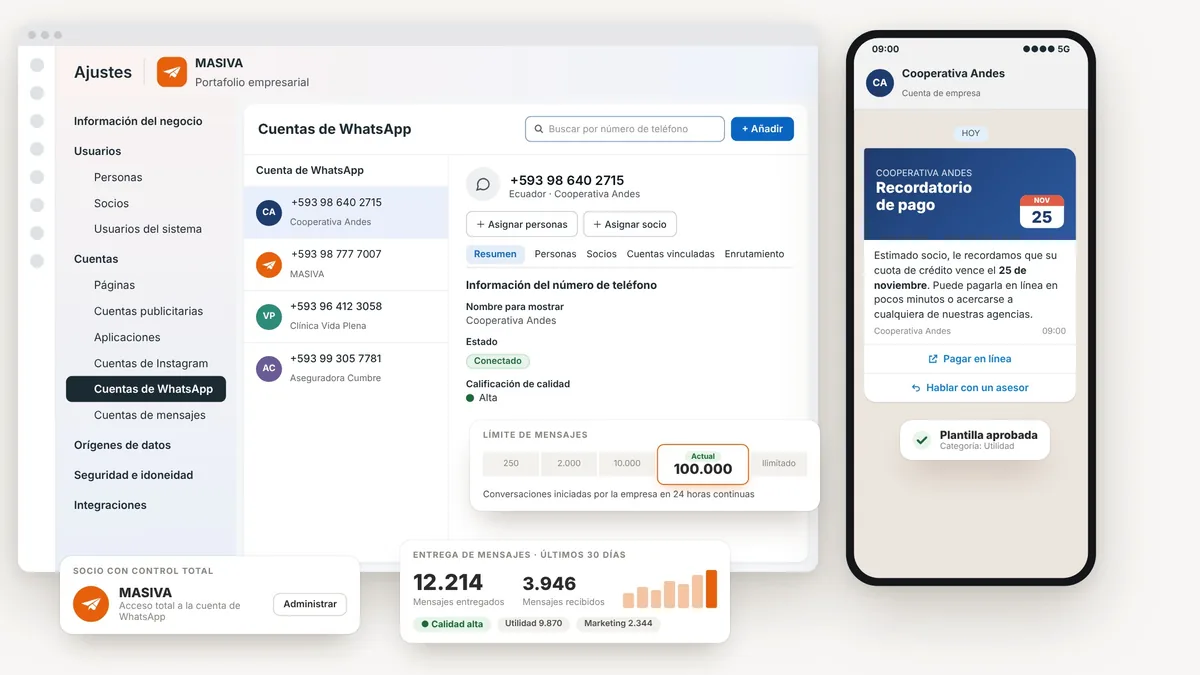 Ajustes
MASIVA
Portafolio empresarial
Información del negocio
Usuarios
Personas
Socios
Usuarios del sistema
Cuentas
Páginas
Cuentas publicitarias
Aplicaciones
Cuentas de Instagram
Cuentas de WhatsApp
Cuentas de mensajes
Orígenes de datos
Seguridad e idoneidad
Integraciones
Cuentas de WhatsApp
Buscar por número de teléfono
+ Añadir
Cuenta de WhatsApp
CA
+593 98 640 2715
Cooperativa Andes
+593 98 777 7007
MASIVA
VP
+593 96 412 3058
Clínica Vida Plena
AC
+593 99 305 7781
Aseguradora Cumbre
+593 98 640 2715
Ecuador · Cooperativa Andes
+ Asignar personas
+ Asignar socio
Resumen
Personas
Socios
Cuentas vinculadas
Enrutamiento
Información del número de teléfono
Nombre para mostrar
Cooperativa Andes
Estado
Conectado
Calificación de calidad
Alta
LÍMITE DE MENSAJES
250
2.000
10.000
Actual
100.000
Ilimitado
Conversaciones iniciadas por la empresa en 24 horas continuas
SOCIO CON CONTROL TOTAL
MASIVA
Acceso total a la cuenta de
WhatsApp
Administrar
ENTREGA DE MENSAJES · ÚLTIMOS 30 DÍAS
12.214
Mensajes entregados
3.946
Mensajes recibidos
Calidad alta
Utilidad 9.870
Marketing 2.344
09:00
5G
CA
Cooperativa Andes
Cuenta de empresa
HOY
COOPERATIVA ANDES
Recordatorio
de pago
NOV
25
Estimado socio, le recordamos que su
cuota de crédito vence el 25 de
noviembre. Puede pagarla en línea en
pocos minutos o acercarse a
cualquiera de nuestras agencias.
Cooperativa Andes
09:00
Pagar en línea
Hablar con un asesor
Plantilla aprobada
Categoría: Utilidad